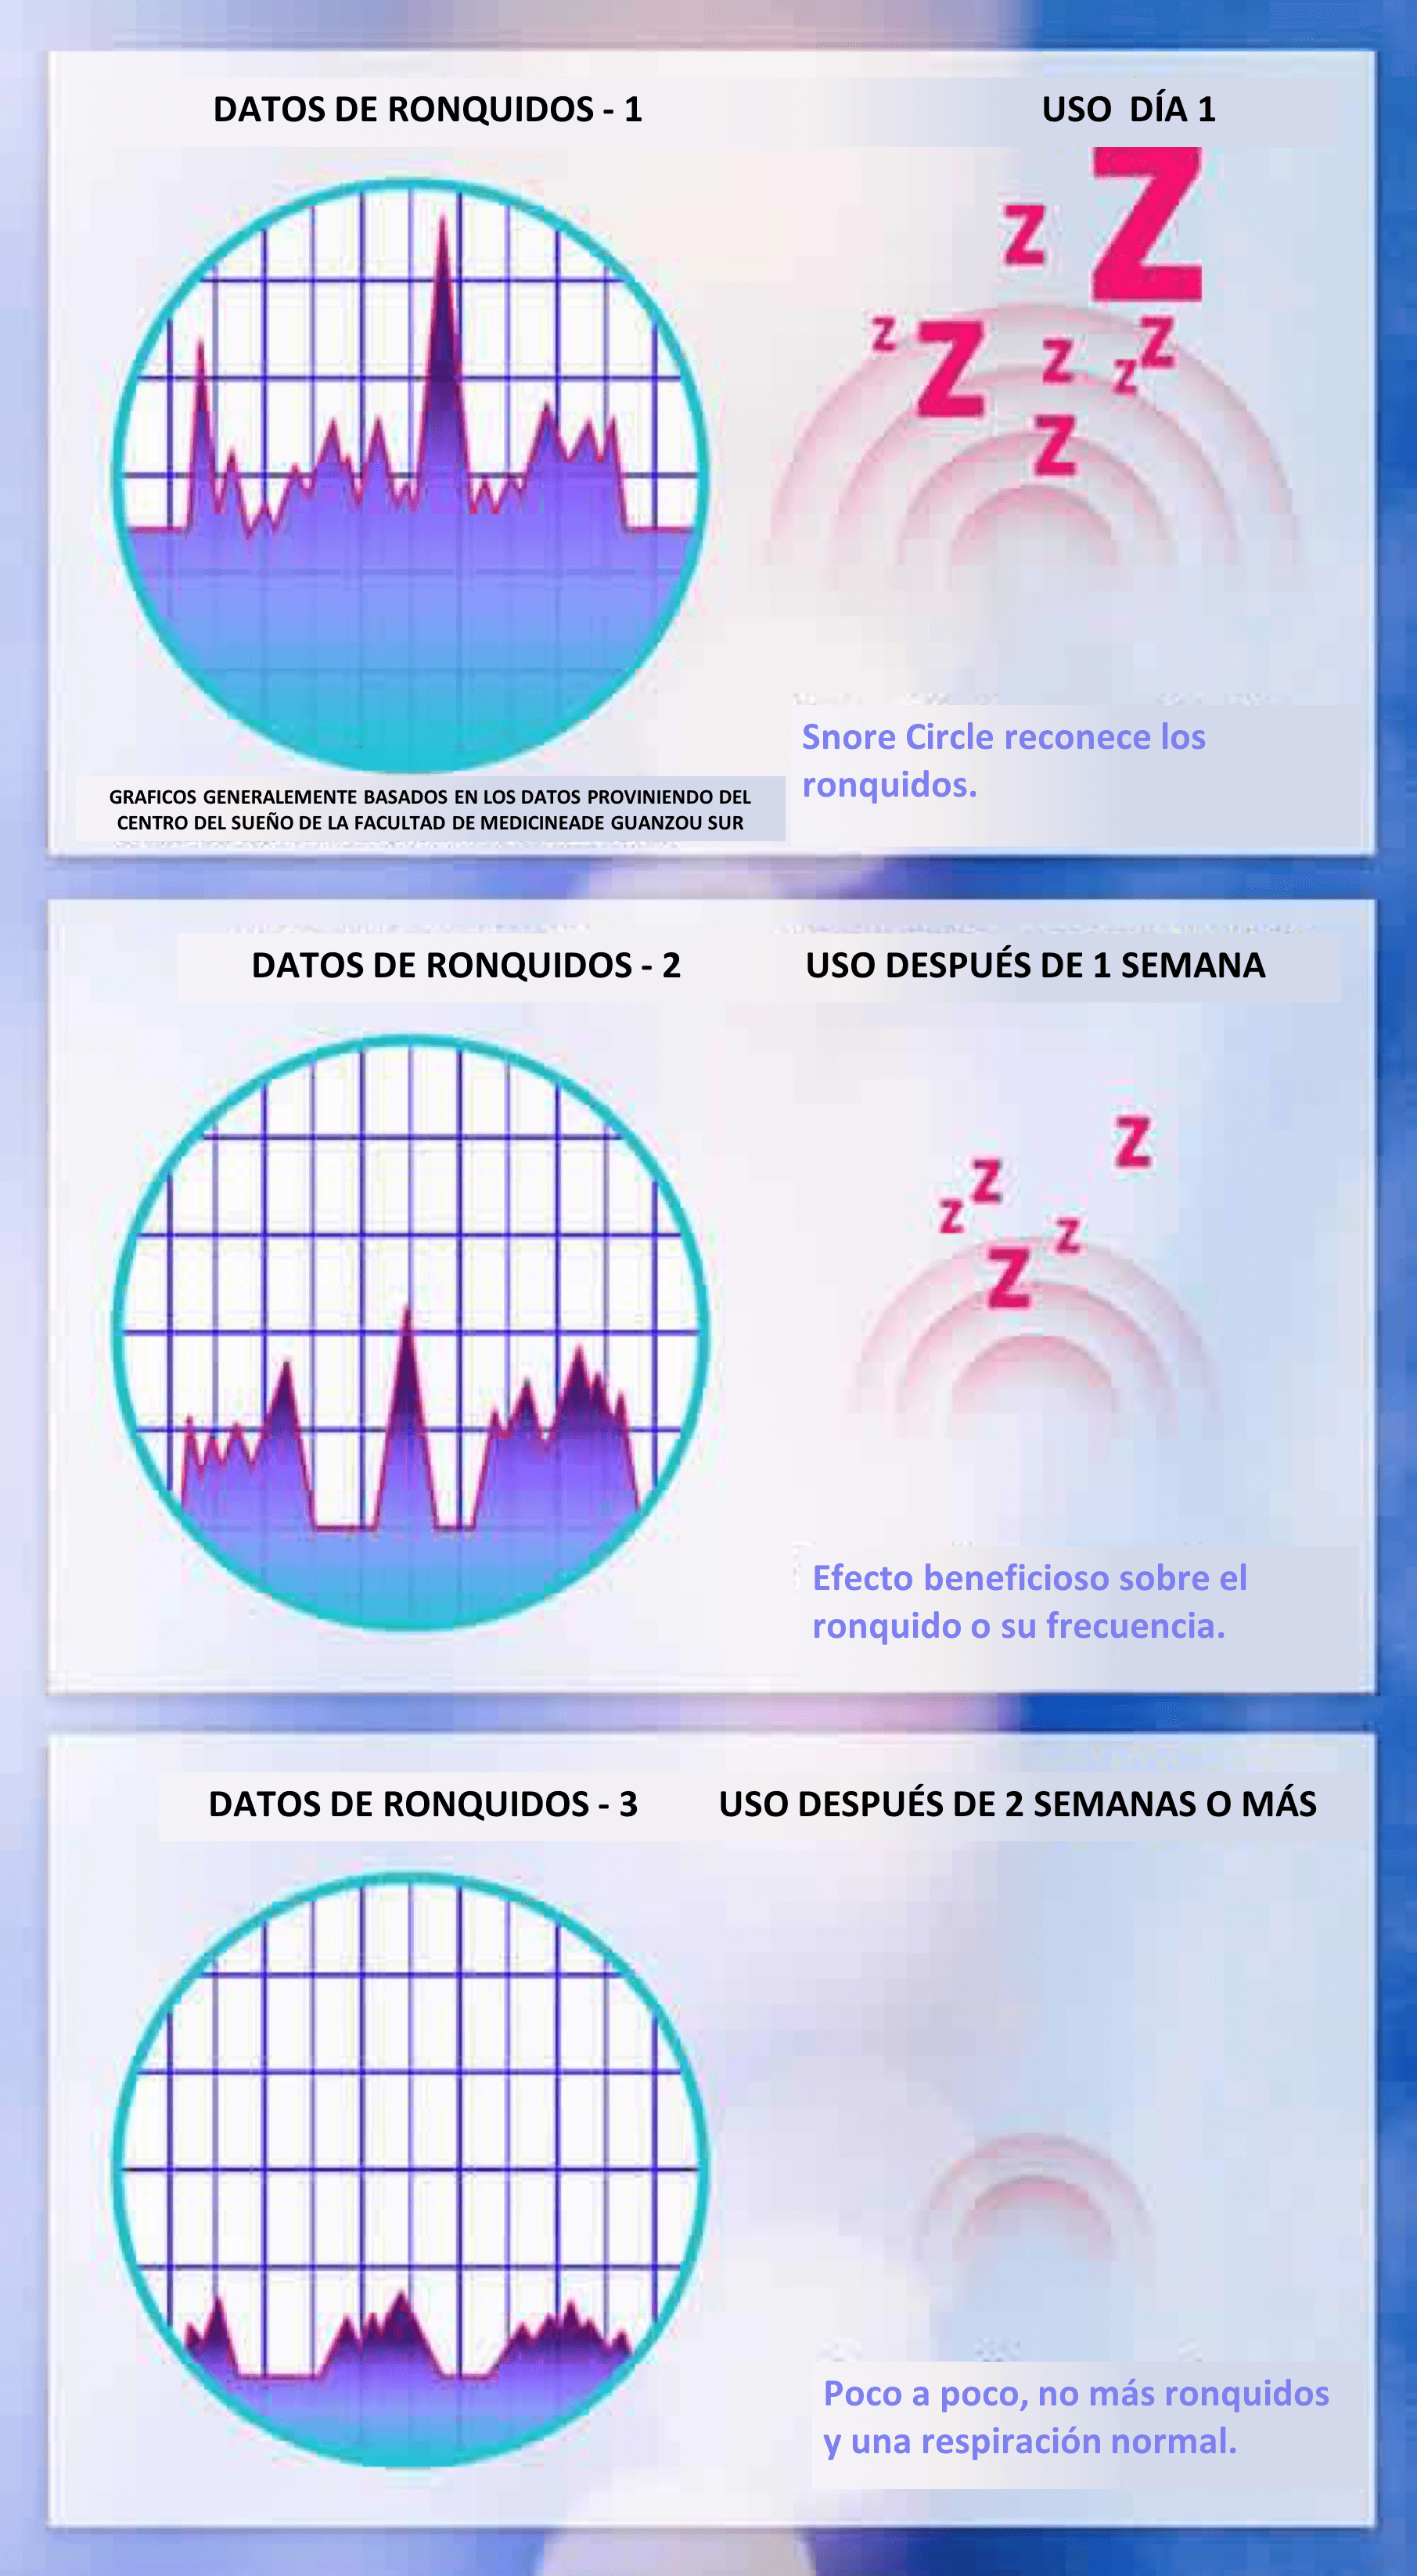 DATOS DE RONQUIDOS - 1
USO DÍA 1
Z
Z
Z
Z
Z
Z
Z
Z
Snore Circle reconece los
ronquidos.
GRAFICOS GENERALEMENTE BASADOS EN LOS DATOS PROVINIENDO DEL
CENTRO DEL SUEÑO DE LA FACULTAD DE MEDICINEADE GUANZOU SUR
DATOS DE RONQUIDOS - 2
USO DESPUÉS DE 1 SEMANA
Z
Z
Z
Z
Z
Efecto beneficioso sobre el
ronquido o su frecuencia.
DATOS DE RONQUIDOS - 3
USO DESPUÉS DE 2 SEMANAS O MÁS
Poco a poco, no más ronquidos
y una respiración normal.